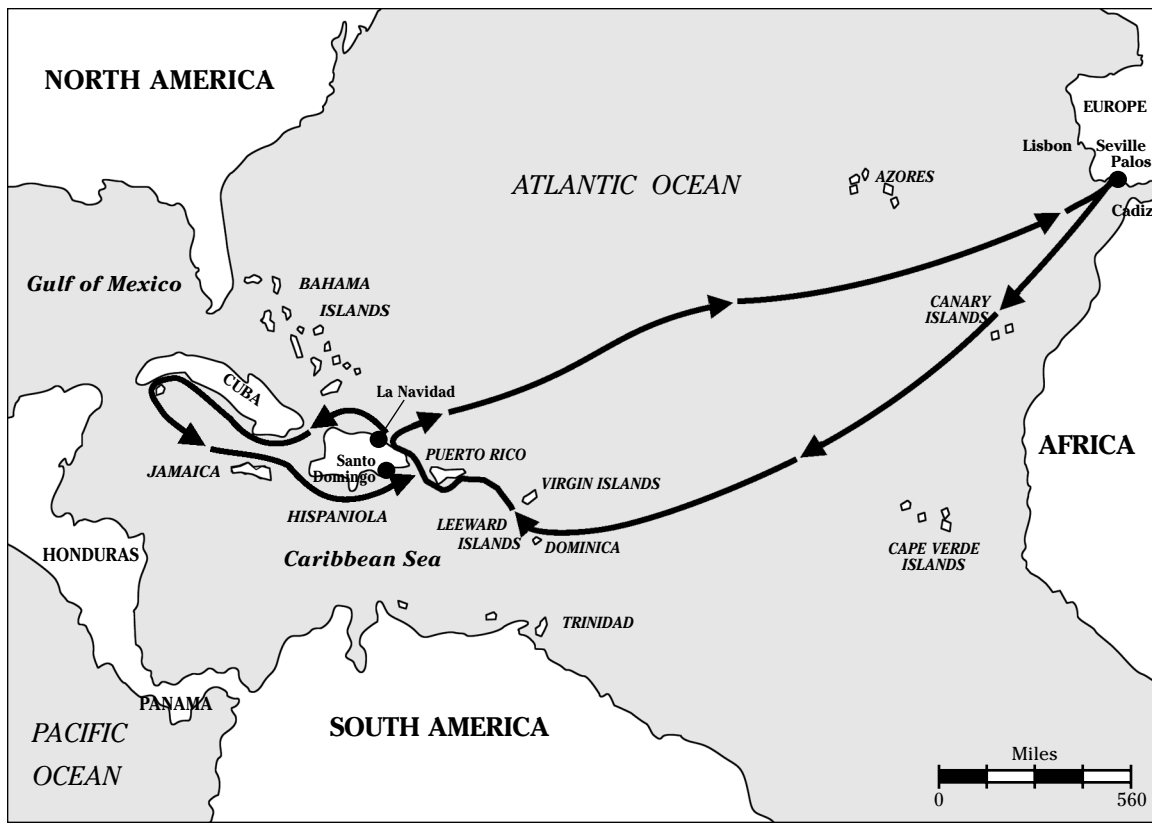 NORTH AMERICA
EUROPE
Lisbon
Seville
Palos
ATLANTIC OCEAN
AZORES
Cadiz
Gulf of Mexico
BAHAMA
ISLANDS
CANARY
ISLANDS
CUBA
La Navidad
AFRICA
JAMAICA
Santo
Domingo
PUERTO RICO
VIRGIN ISLANDS
HISPANIOLA
LEEWARD
ISLANDS
DOMINICA
HONDURAS
Caribbean Sea
CAPE VERDE
ISLANDS
TRINIDAD
PANAMA
SOUTH AMERICA
PACIFIC
OCEAN
Miles
0
560